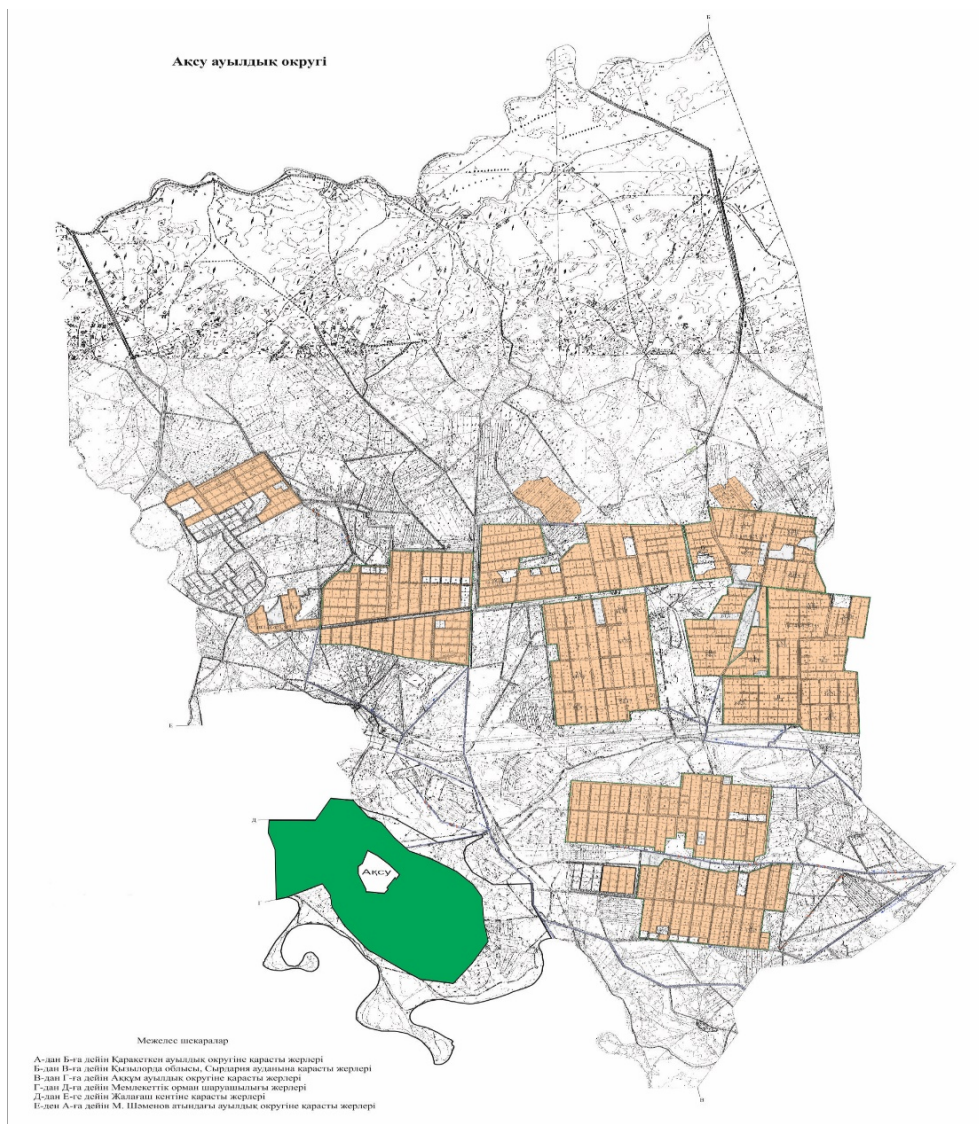 Б
Ақсу ауылдық округі
Е
Д
Ақсу
Г
Межелес шекаралар
А-дан Б-ға дейін Қарақеткен ауылдық округіне қарасты жерлері
Б-дан В-ға дейін Қызылорда облысы, Сырдария ауданына қарасты жерлері
В-дан Г-ға дейін Аққұм ауылдық округіне қарасты жерлері
Г-дан Д-ға дейін Мемлекеттік орман шаруашылығы жерлері
Д-дан Е-ге дейін Жалағаш кентіне қарасты жерлері
Е-ден А-ға дейін М. Шәменов атындағы ауылдық округіне қарасты жерлері